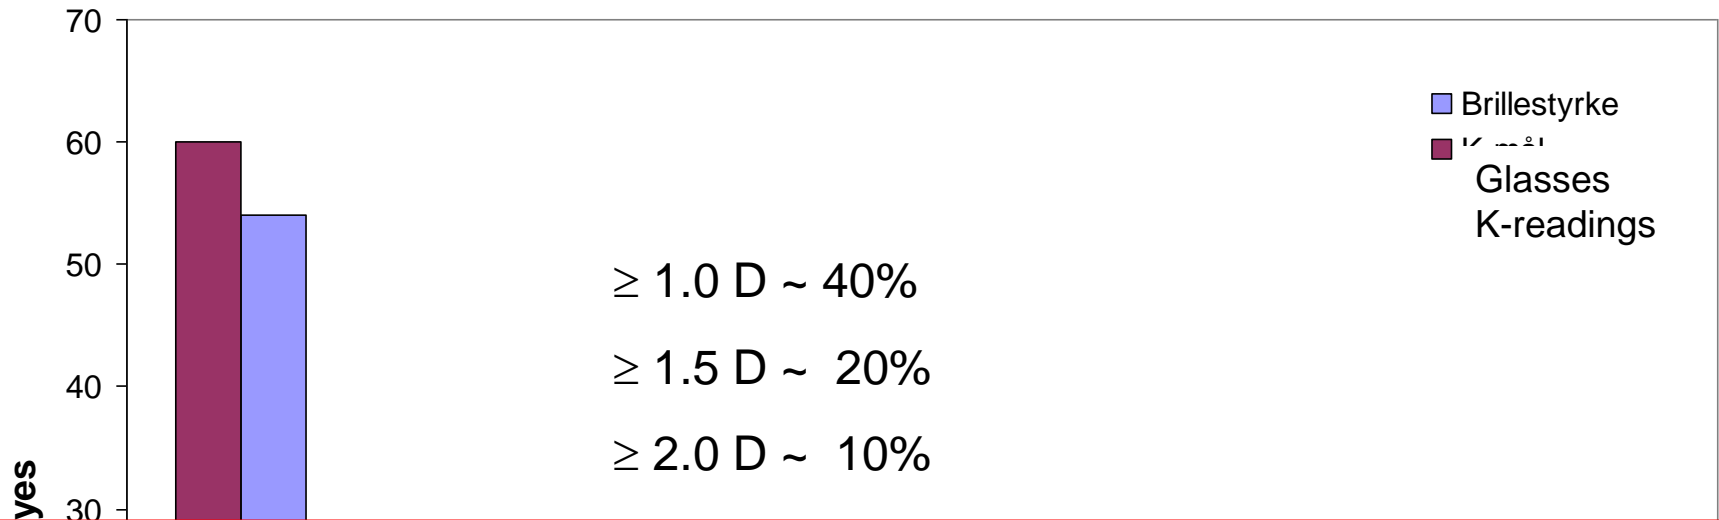 70
60
50
40
30
yes
Brillestyrke
Glasses
K-readings
≥ 1.0 D ~ 40%
≥ 1.5 D ~ 20%
≥ 2.0 D ~ 10%